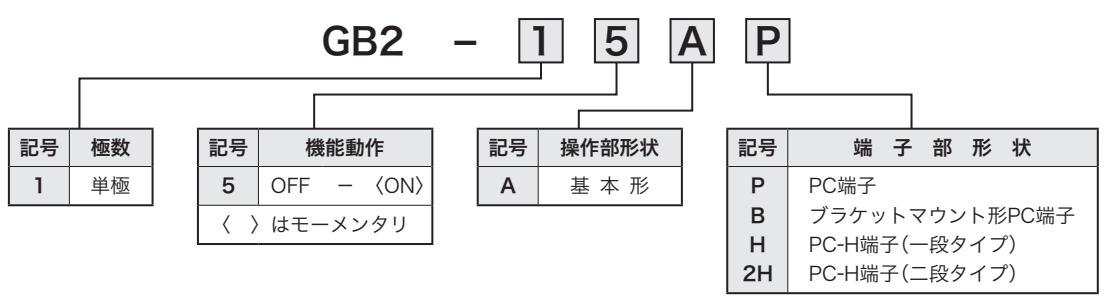 GB2 － 1 5 A P
記号 極数
1 単極
記号 機能動作
5 OFF － 〈ON〉
〈　〉はモーメンタリ
記号 操作部形状
A 基本形
記号 端子部形状
P PC端子
B ブラケットマウント形PC端子
H PC-H端子（一段タイプ）
2H PC-H端子（二段タイプ）